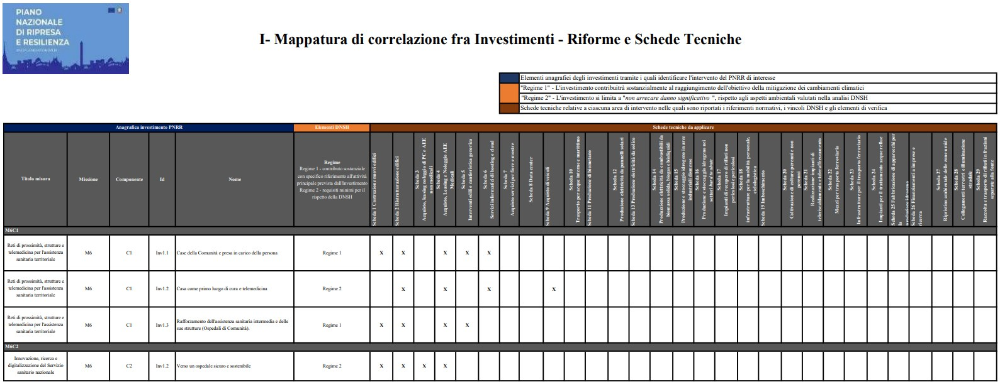 PIANO
NAZIONALE
DI RIPRESA
E RESILIENZA
I- Mappatura di correlazione fra Investimenti - Riforme e Schede Tecniche
Elementi anagrafici degli investimenti tramite i quali identificare l'intervento del PNRR di interesse
"Regime 1" - L'investimento contribuirà sostanzialmente al raggiungimento dell'obiettivo della mitigazione dei cambiamenti climatici
"Regime 2" - L'investimento si limita a "non arrecare danno significativo ", rispetto agli aspetti ambientali valutati nella analisi DNSH
Schede tecniche relative a ciascuna area di intervento nelle quali sono riportati i riferimenti normativi, i vincoli DNSH e gli elementi di verifica
Anagrafica investimento PNRR
Elementi DNSH
Schede tecniche da applicare
Titolo misura
Missione
Componente
Id
Nome
Regime
Regime 1 - contributo sostanziale
con specifico riferimento all'attività
principale prevista dall'Investimento
Regime 2 - requisiti minimi per il
rispetto della DNSH
Scheda 1 Costruzione nuovi edifici
Scheda 2 Ristrutturazione edifici
Scheda 3
Acquisto, leasing noleggio di PC e AEE
non medicali
Scheda 4
Acquisto, Leasing e Noleggio AEE
Medicali
Scheda 5
Interventi edili e cantieristica generica
Scheda 6
Servizi informatici di hosting e cloud
Scheda 7
Acquisto servizi per fiere e mostre
Scheda 8 Data center
Scheda 9 Acquisto di veicoli
Scheda 10
Trasporto per acque interne e marittimo
Scheda 11 Produzione di biometano
Scheda 12
Produzione elettricità da pannelli solari
Scheda 13 Produzione elettricità da eolico
Scheda 14
Produzione elettricità da combustibili da
biomassa solida, biogas e bioliquidi
Scheda 15
Produzione e stoccaggio idrogeno in aree
industriali dismesse
Scheda 16
Produzione e stoccaggio idrogeno nei
settori hard to abate
Scheda 17
Impianti di recupero di rifiuti non
pericolosi e pericolosi
Scheda 18
infrastrutture per la mobilità personale,
ciclologistica
Scheda 19 Imboschimento
Scheda 20
Coltivazione di colture perenni e non
perenni
Scheda 21
Realizzazione impianti di
teleriscaldamento e teleraffrescamento
Scheda 22
Mezzi per trasporto ferroviario
Scheda 23
Infrastrutture per il trasporto ferroviario
Scheda 24
Impianti per il trattamento acque reflue
Scheda 25 Fabbricazione di apparecchi per
la
Scheda 26 Finanziamenti a imprese e
ricerca
Scheda 27
Ripristino ambientale delle zone umide
Scheda 28
Collegamenti terrestri e illuminazione
stradale
Scheda 29
Raccolta e trasporto di rifiuti in frazioni
separate alla fonte
M6C1
Reti di prossimità, strutture e
telemedicina per l'assistenza
sanitaria territoriale
M6
C1
Inv1.1
Case della Comunità e presa in carico della persona
Regime 1
X X X X X
Reti di prossimità, strutture e
telemedicina per l'assistenza
sanitaria territoriale
M6
C1
Inv1.2
Casa come primo luogo di cura e telemedicina
Regime 2
X X X X
Reti di prossimità, strutture e
telemedicina per l'assistenza
sanitaria territoriale
M6
C1
Inv1.3
Rafforzamento dell'assistenza sanitaria intermedia e delle
sue strutture (Ospedali di Comunità).
Regime 1
X X X X
M6C2
Innovazione, ricerca e
digitalizzazione del Servizio
sanitario nazionale
M6
C2
Inv1.2
Verso un ospedale sicuro e sostenibile
Regime 2
X X X X